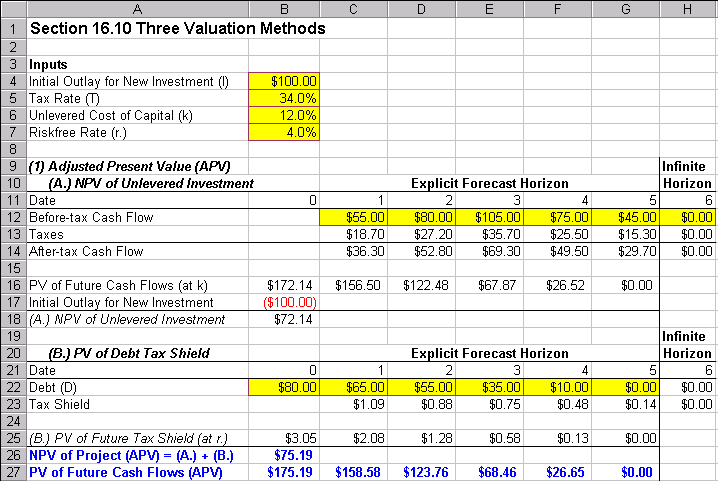 A B C D E F G H
1 Section 16.10 Three Valuation Methods
2
3 Inputs
4 Initial Outlay for New Investment (I) $100.00
5 Tax Rate (T) 34.0%
6 Unlevered Cost of Capital (k) 12.0%
7 Riskfree Rate (r.) 4.0%
8
9 (1) Adjusted Present Value (APV) Infinite
10 (A.) NPV of Unlevered Investment Explicit Forecast Horizon Horizon
11 Date 0 1 2 3 4 5 6
12 Before-tax Cash Flow $55.00 $80.00 $105.00 $75.00 $45.00 $0.00
13 Taxes $18.70 $27.20 $35.70 $25.50 $15.30 $0.00
14 After-tax Cash Flow $36.30 $52.80 $69.30 $49.50 $29.70 $0.00
15
16 PV of Future Cash Flows (at k) $172.14 $156.50 $122.48 $67.87 $26.52 $0.00
17 Initial Outlay for New Investment ($100.00)
18 (A.) NPV of Unlevered Investment $72.14
19 Infinite
20 (B.) PV of Debt Tax Shield Explicit Forecast Horizon Horizon
21 Date 0 1 2 3 4 5 6
22 Debt (D) $80.00 $65.00 $55.00 $35.00 $10.00 $0.00 $0.00
23 Tax Shield $1.09 $0.88 $0.75 $0.48 $0.14 $0.00
24
25 (B.) PV of Future Tax Shield (at r.) $3.05 $2.08 $1.28 $0.58 $0.13 $0.00
26 NPV of Project (APV) = (A.) + (B.) $75.19
27 PV of Future Cash Flows (APV) $175.19 $158.58 $123.76 $68.46 $26.65 $0.00